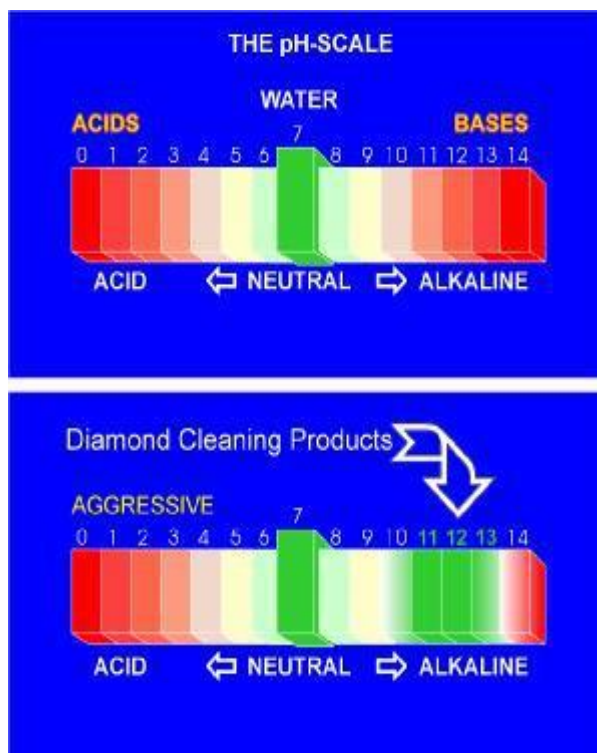 THE pH-SCALE
WATER
ACIDS
BASES
0 1 2 3 4 5 6 7 8 9 10 11 12 13 14
ACID
NEUTRAL
ALKALINE
Diamond Cleaning Products
AGGRESSIVE
0 1 2 3 4 5 6 7 8 9 10 11 12 13 14
ACID
NEUTRAL
ALKALINE